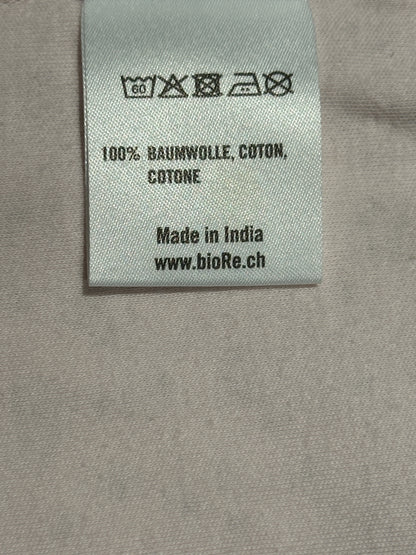 60
100% BAUMWOLLE, COTON,
COTONE
Made in India
www.bioRe.ch